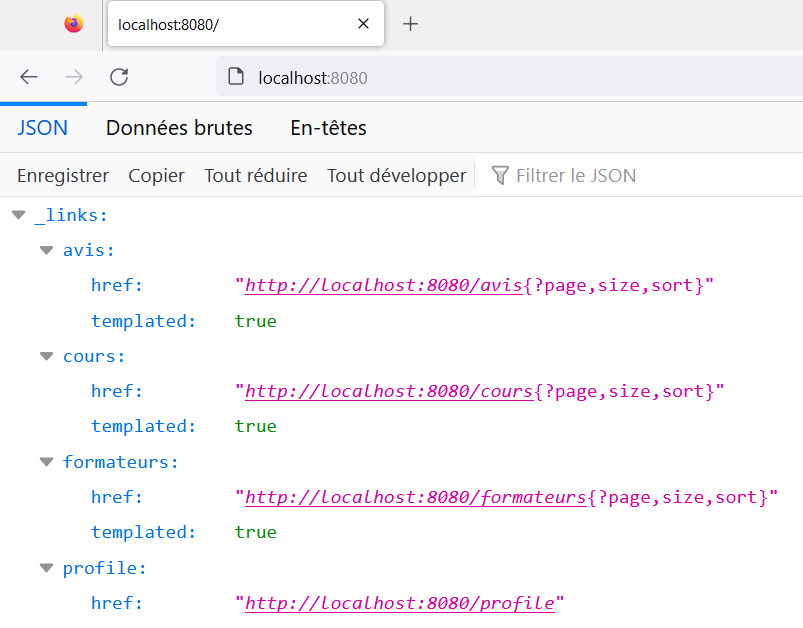 localhost:8080/
localhost:8080
JSON Données brutes En-têtes
Enregistrer Copier Tout réduire Tout développer Filtrer le JSON
_links:
avis:
href: "http://localhost:8080/avis{?page,size,sort}"
templated: true
cours:
href: "http://localhost:8080/cours{?page,size,sort}"
templated: true
formateurs:
href: "http://localhost:8080/formateurs{?page,size,sort}"
templated: true
profile:
href: "http://localhost:8080/profile"